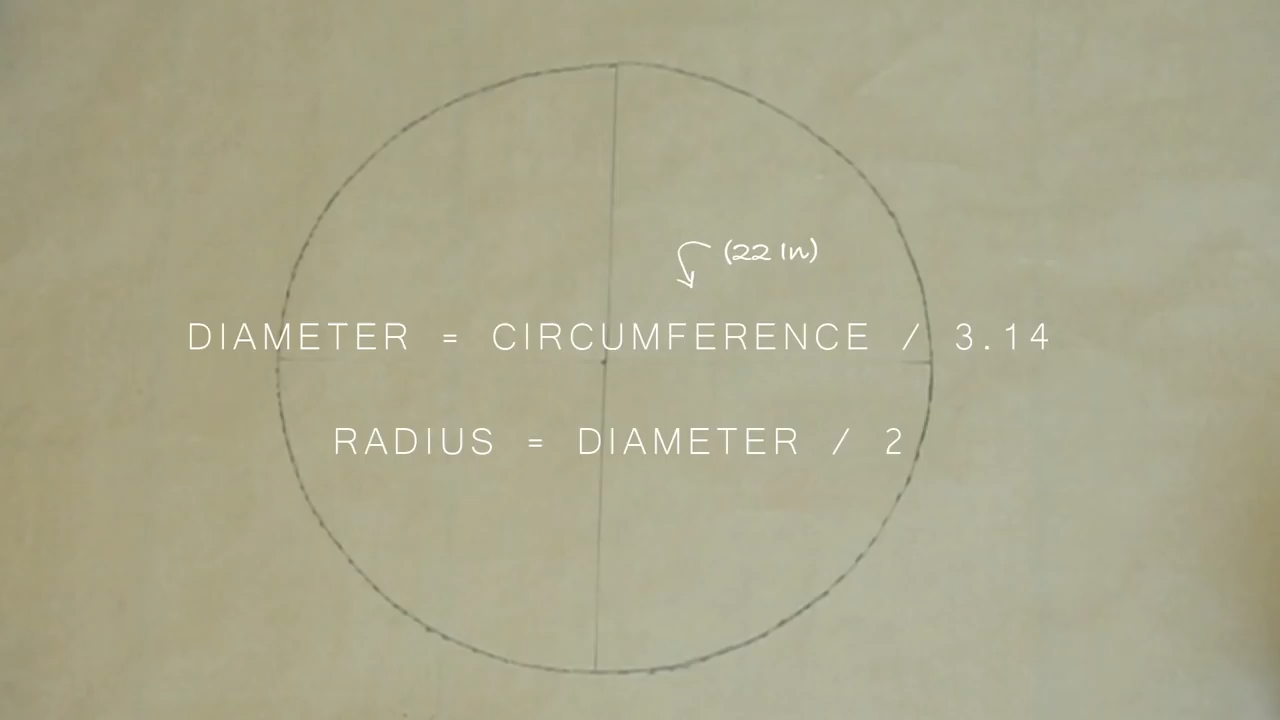 (22 In)
DIAMETER = CIRCUMFERENCE / 3.14
RADIUS = DIAMETER / 2